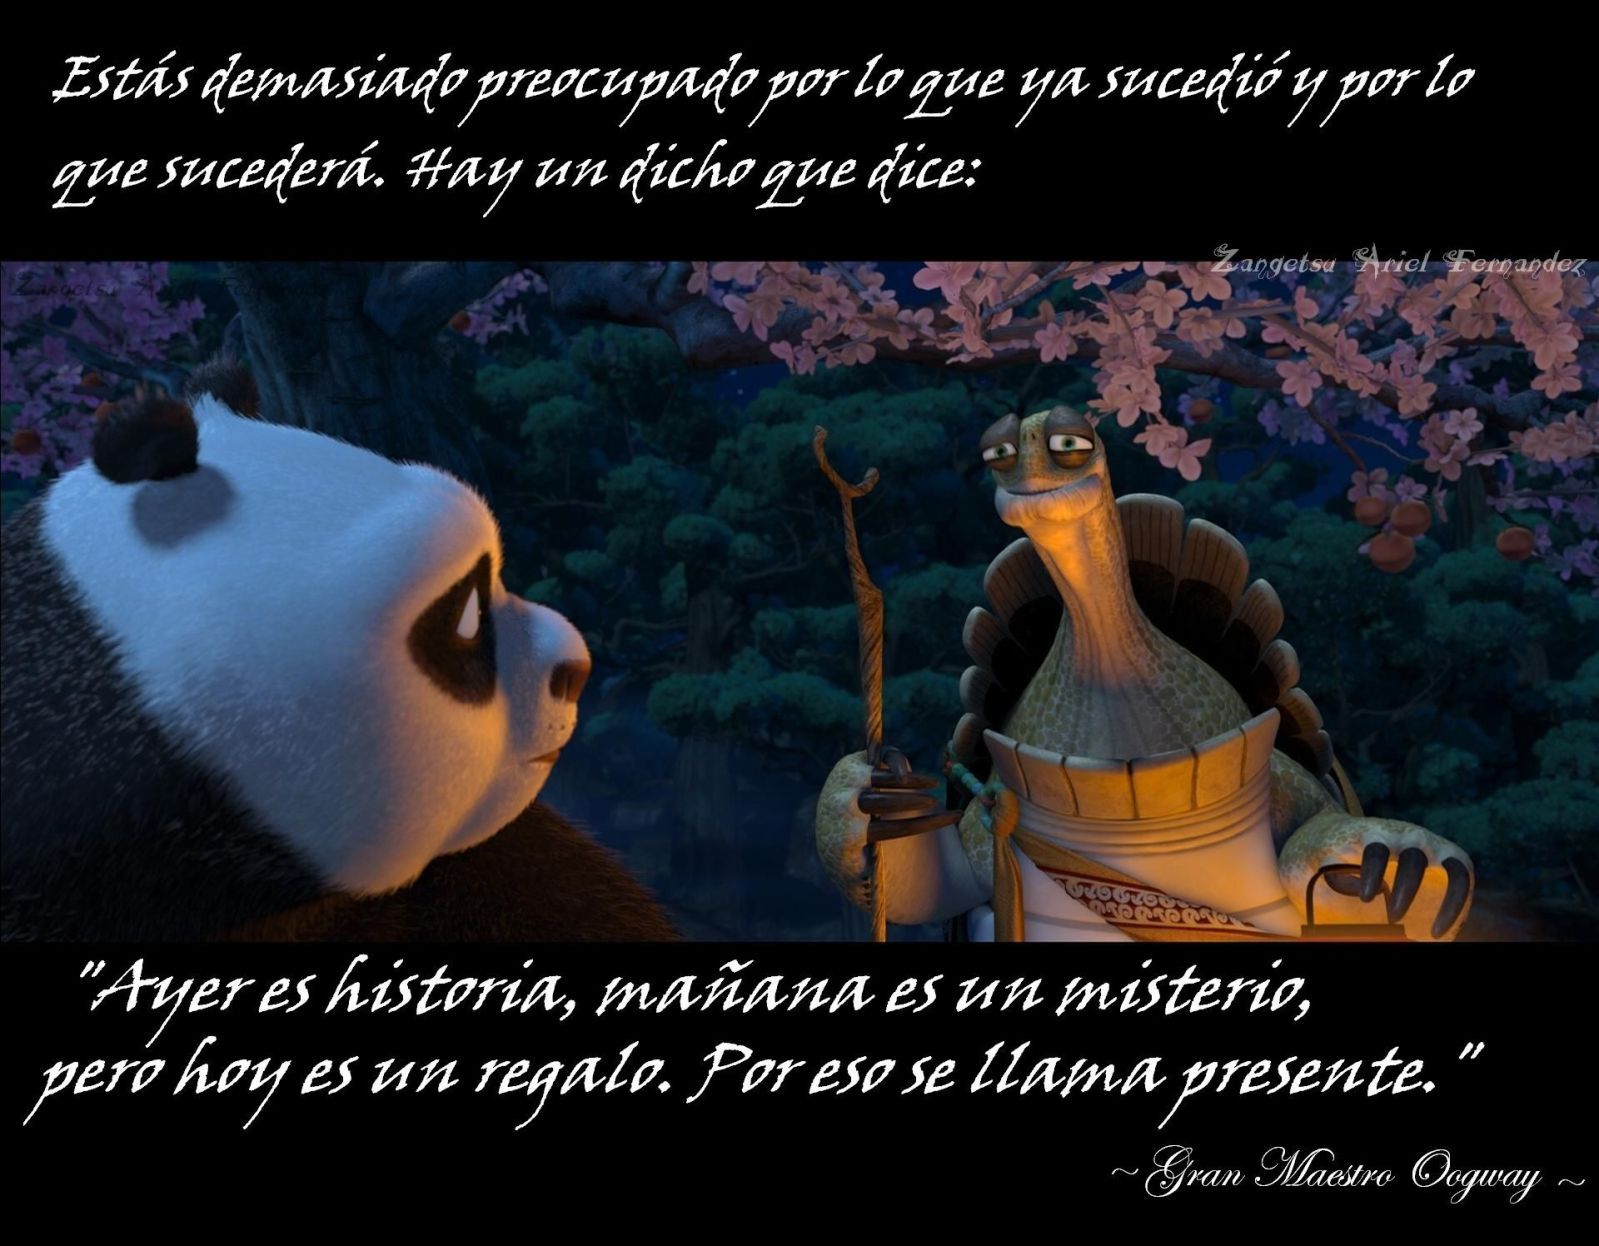 Estás demasiado preocupado por lo que ya sucedió y por lo
que sucederá. Hay un dicho que dice:
Zangetsu Ariel Fernandez
"Ayer es historia, mañana es un misterio,
pero hoy es un regalo. Por eso se llama presente."
~ Gran Maestro Oogway ~